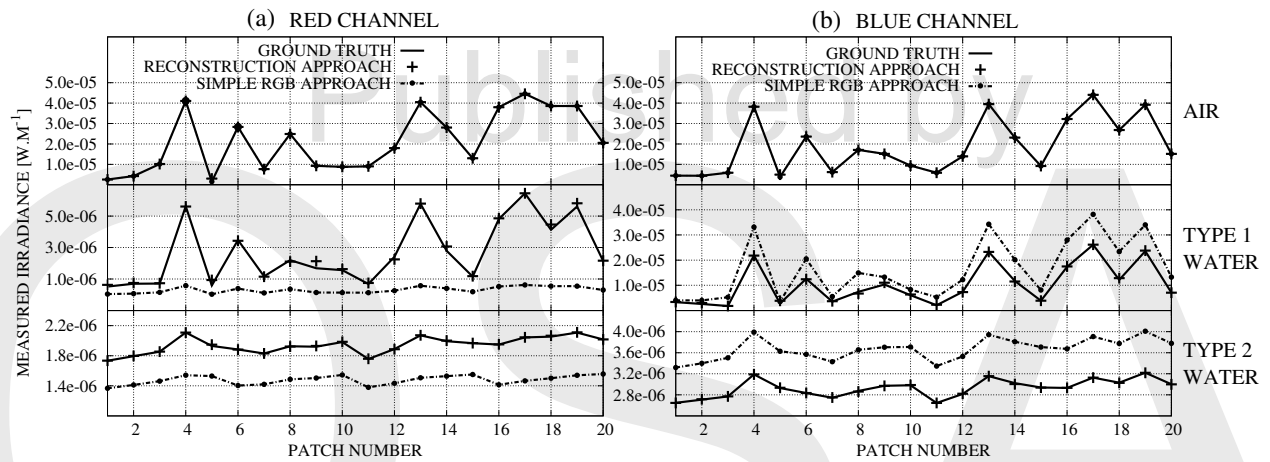 (a) RED CHANNEL
GROUND TRUTH
RECONSTRUCTION APPROACH
SIMPLE RGB APPROACH
MEASURED IRRADIANCE [W.M⁻¹]
5.0e-05
4.0e-05
3.0e-05
2.0e-05
1.0e-05
5.0e-06
3.0e-06
1.0e-06
2.2e-06
1.8e-06
1.4e-06
2 4 6 8 10 12 14 16 18 20
PATCH NUMBER
(b) BLUE CHANNEL
GROUND TRUTH
RECONSTRUCTION APPROACH
SIMPLE RGB APPROACH
5.0e-05
4.0e-05
3.0e-05
2.0e-05
1.0e-05
4.0e-05
3.0e-05
2.0e-05
1.0e-05
4.0e-06
3.6e-06
3.2e-06
2.8e-06
2 4 6 8 10 12 14 16 18 20
PATCH NUMBER
AIR
TYPE 1
WATER
TYPE 2
WATER
Published by
OSA